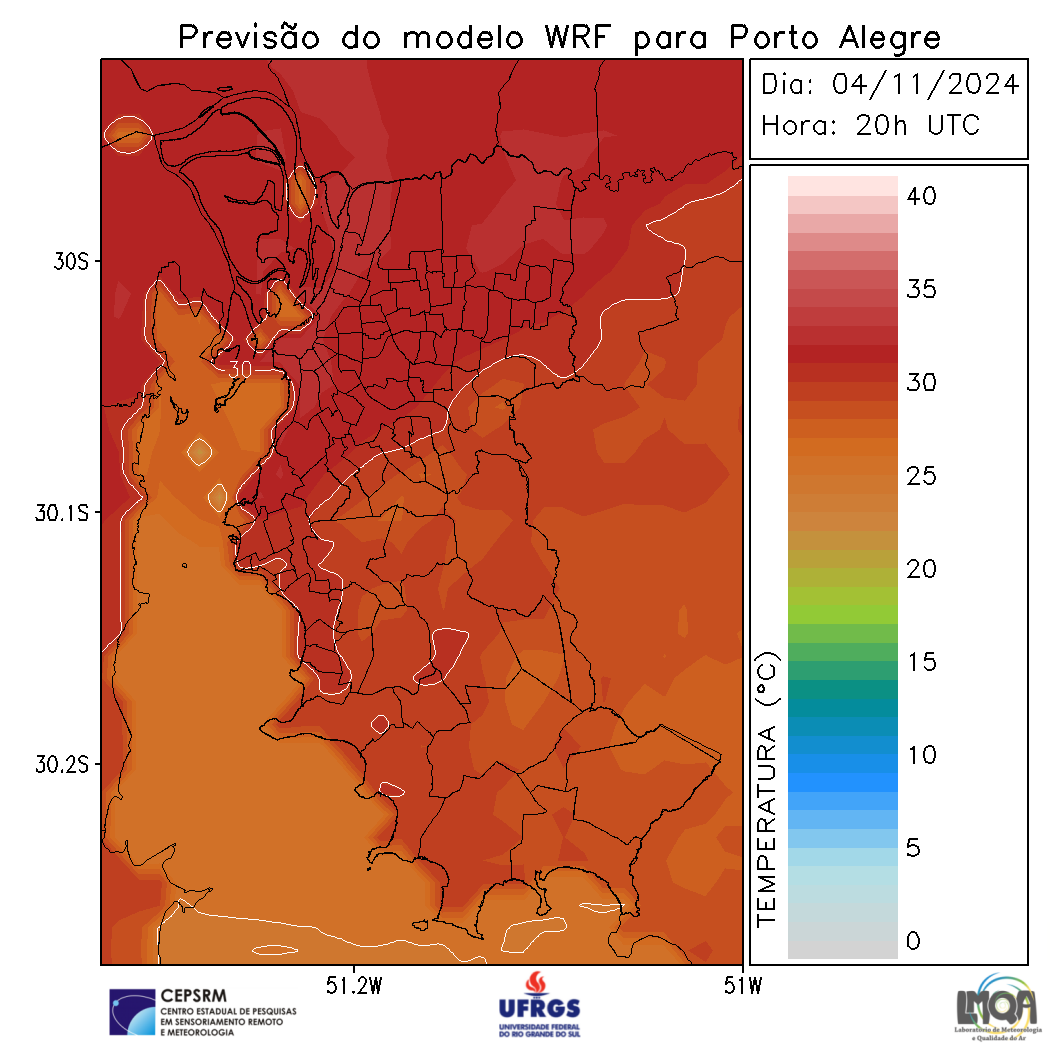 Previsão do modelo WRF para Porto Alegre
Dia: 04/11/2024
Hora: 20h UTC
40
35
30
25
20
15
10
5
0
TEMPERATURA (°C)
30S
30.1S
30.2S
30
51.2W
51W
CEPSRM
CENTRO ESTADUAL DE PESQUISAS
EM SENSORIAMENTO REMOTO
E METEOROLOGIA
UFRGS
UNIVERSIDADE FEDERAL
DO RIO GRANDE DO SUL
LMQA
Laboratório de Meteorologia
e Qualidade do Ar